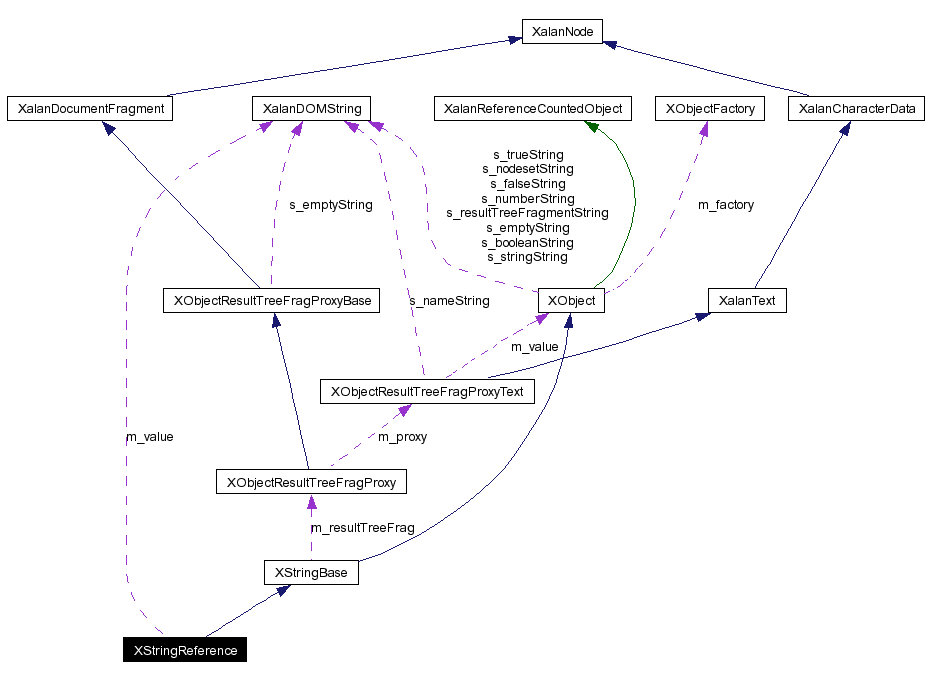 XalanNode
XalanDocumentFragment
XalanDOMString
XalanReferenceCountedObject
XObjectFactory
XalanCharacterData
s_trueString
s_nodesetString
s_falseString
s_numberString
s_resultTreeFragmentString
s_emptyString
s_booleanString
s_stringString
s_emptyString
m_factory
XObjectResultTreeFragProxyBase
s_nameString
XObject
XalanText
m_value
XObjectResultTreeFragProxyText
m_value
m_proxy
XObjectResultTreeFragProxy
m_resultTreeFrag
XStringBase
XStringReference